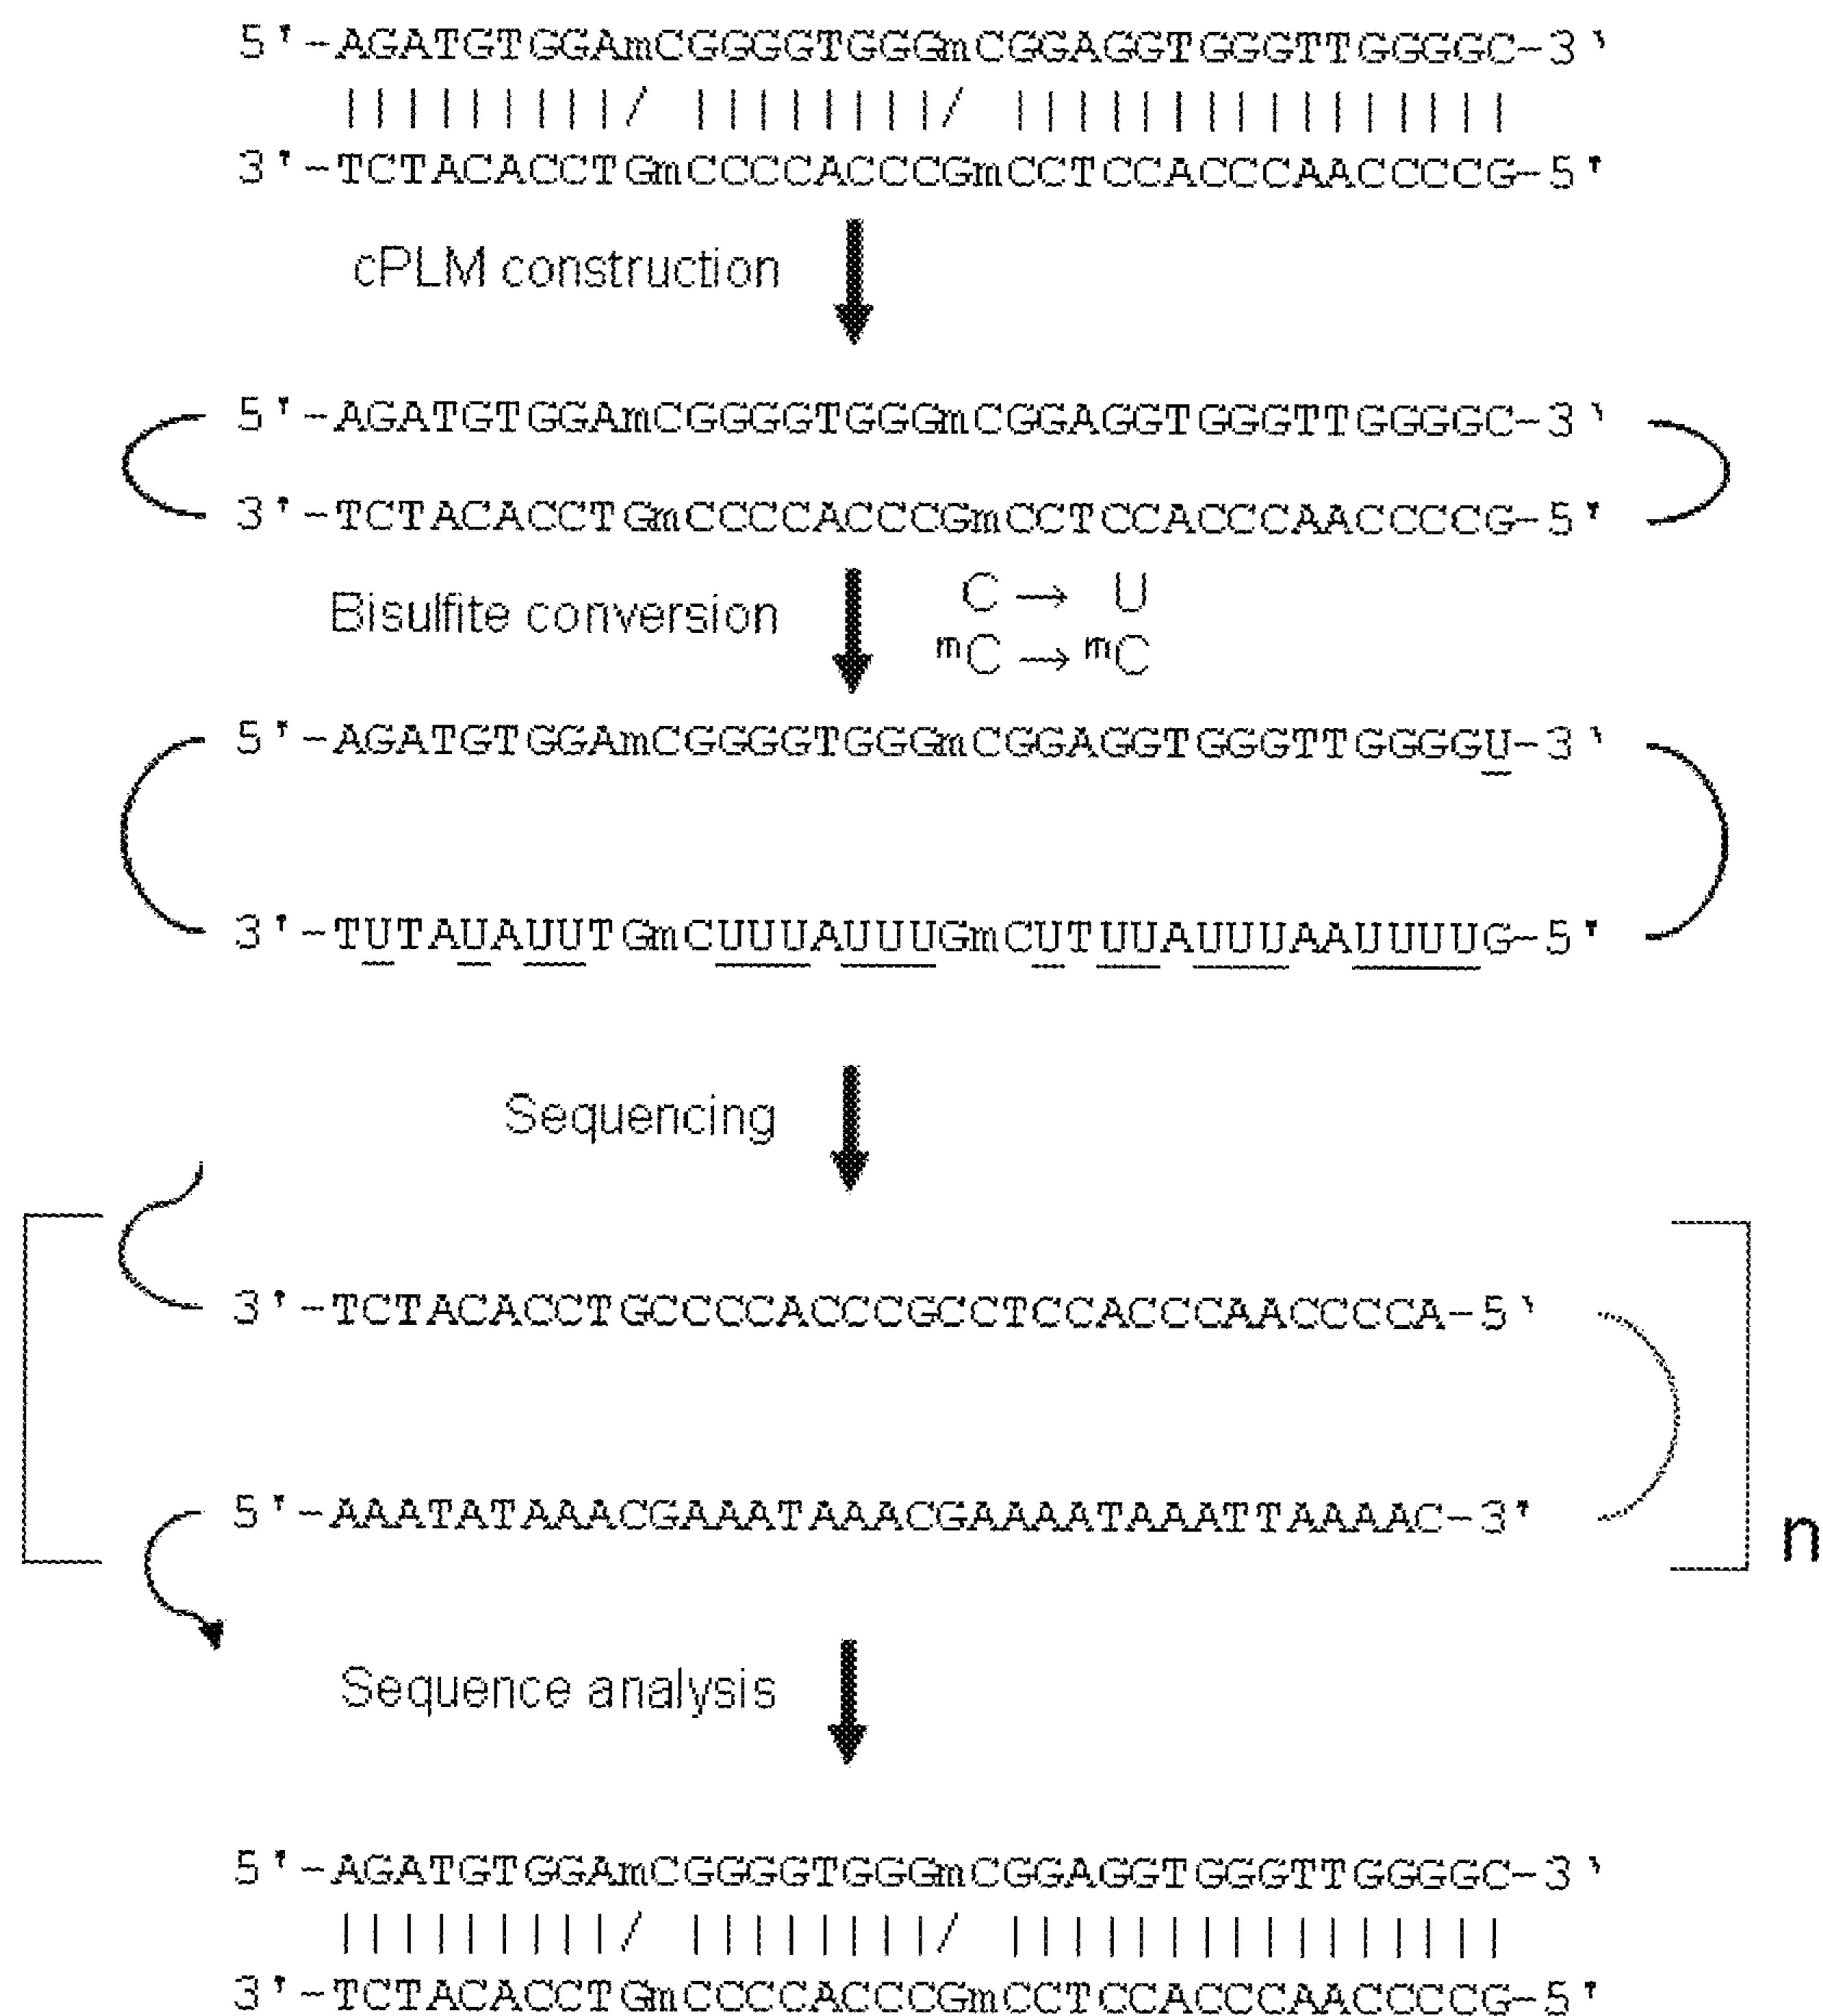 5'-AGATGTGGAmCGGGGTGGGmCGGAGGTGGGTTGGGGC-3'
|||||||||/ ||||||||/ ||||||||||||||||
3'-TCTACACCTGmCCCCACCCGmCCTCCACCCAACCCCG-5'
cPLM construction
5'-AGATGTGGAmCGGGGTGGGmCGGAGGTGGGTTGGGGC-3'
3'-TCTACACCTGmCCCCACCCGmCCTCCACCCAACCCCG-5'
Bisulfite conversion
C → U
mC → mC
5'-AGATGTGGAmCGGGGTGGGmCGGAGGTGGGTTGGGGU-3'
3'-TUTAUAUUTGmCUUUAUUUGmCUTUUAUUUAAUUUUG-5'
Sequencing
3'-TCTACACCTGCCCCACCCGCCTCCACCCAACCCCA-5'
5'-AAATATAAACGAAATAAACGAAAATAAATTAAAAC-3'
n
Sequence analysis
5'-AGATGTGGAmCGGGGTGGGmCGGAGGTGGGTTGGGGC-3'
|||||||||/ ||||||||/ ||||||||||||||||
3'-TCTACACCTGmCCCCACCCGmCCTCCACCCAACCCCG-5'